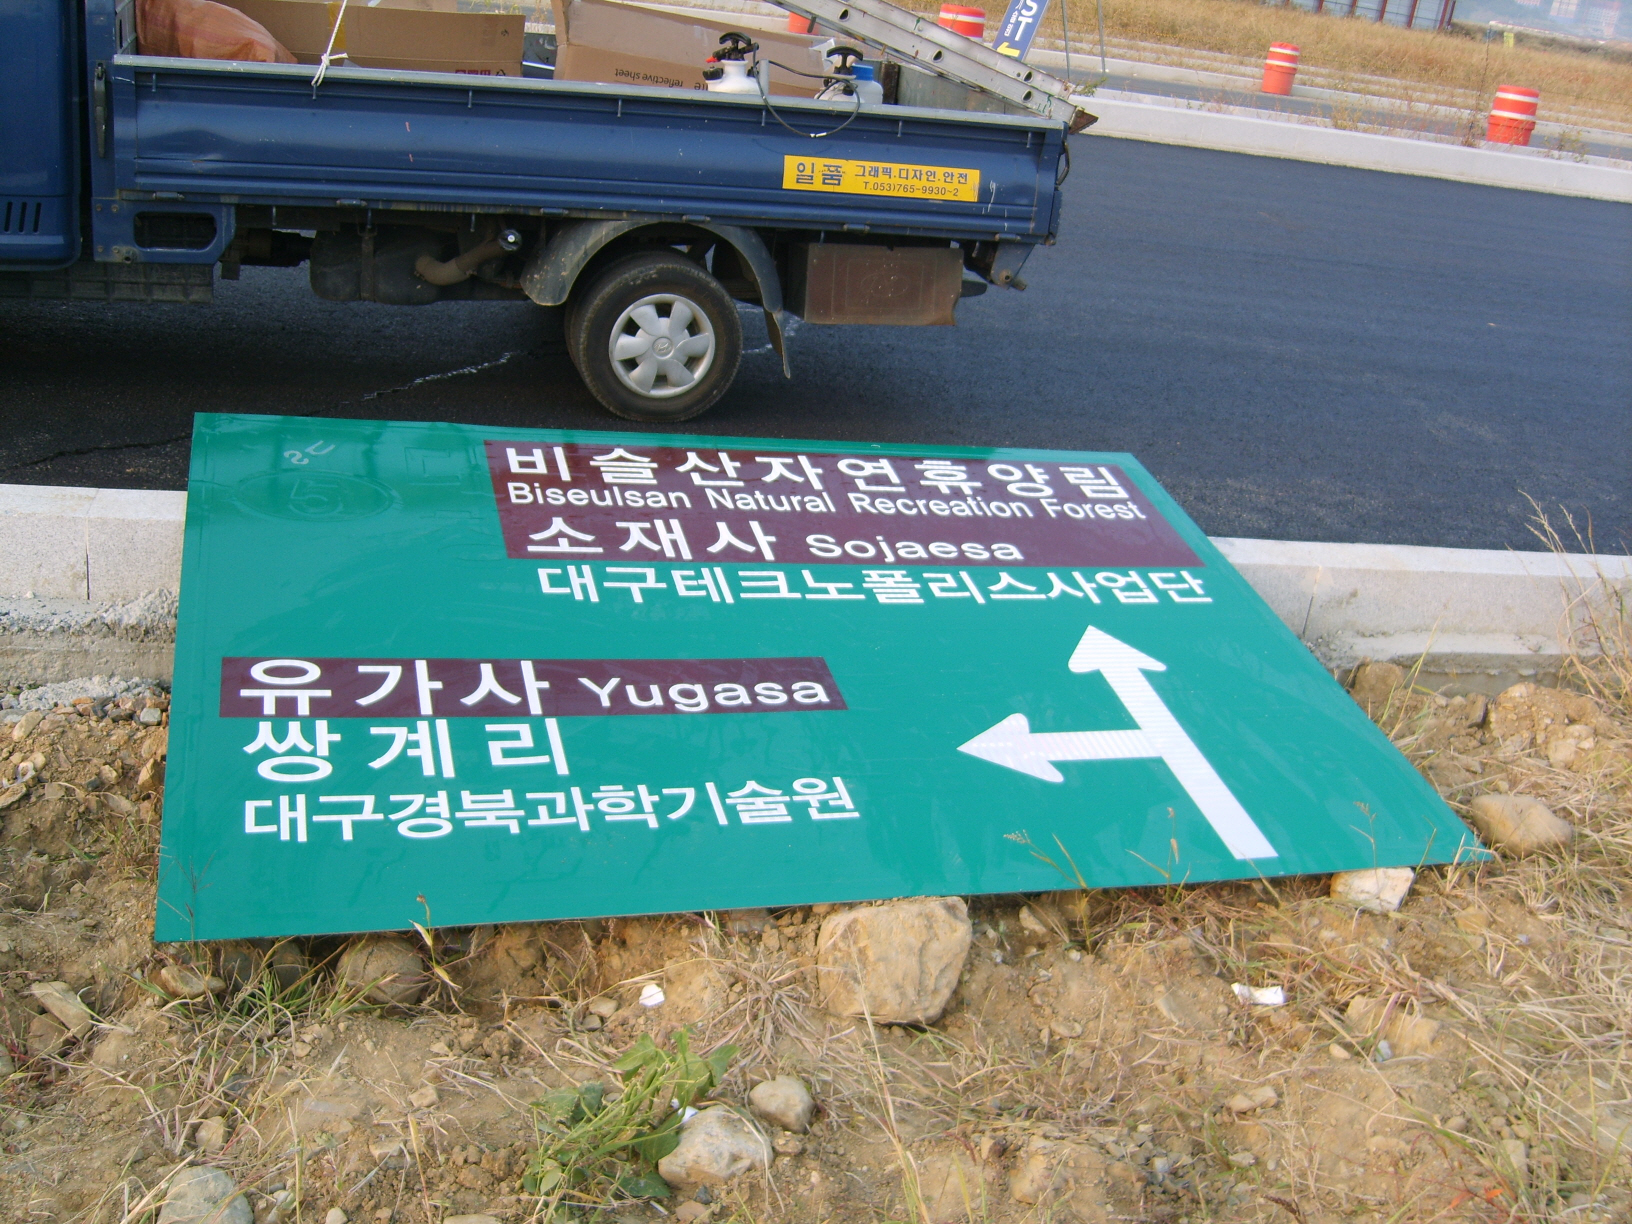 reflective sheet
일품 그래픽.디자인.안전
T.053)765-9930~2
비슬산자연휴양림
Biseulsan Natural Recreation Forest
소재사 Sojaesa
대구테크노폴리스사업단
유가사 Yugasa
쌍계리
대구경북과학기술원